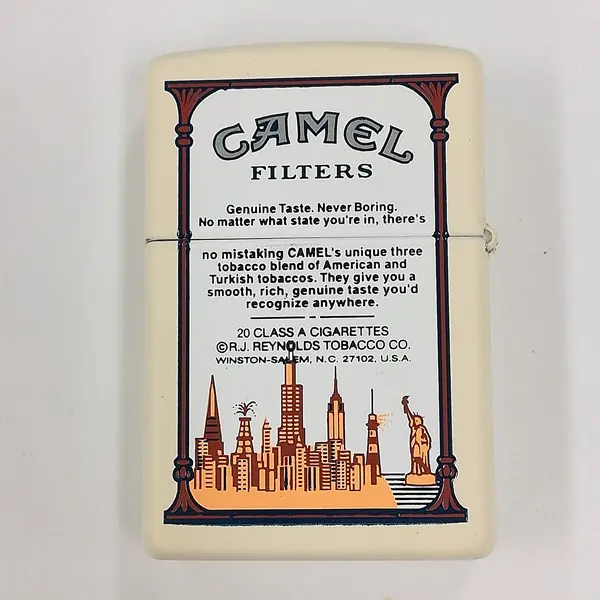 CAMEL
FILTERS
Genuine Taste. Never Boring.
No matter what state you're in, there's
no mistaking CAMEL's unique three
tobacco blend of American and
Turkish tobaccos. They give you a
smooth, rich, genuine taste you'd
recognize anywhere.
20 CLASS A CIGARETTES
©R.J. REYNOLDS TOBACCO CO.
WINSTON-SALEM, N.C. 27102, U.S.A.